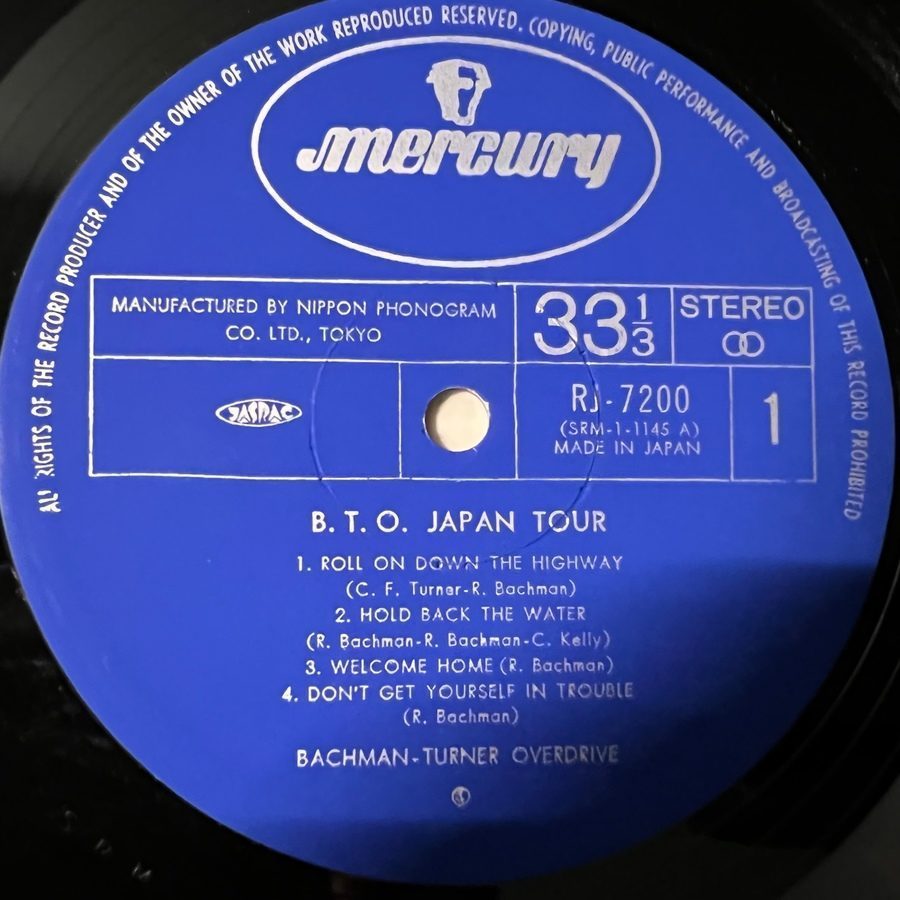 ALL RIGHTS OF THE RECORD PRODUCER AND OF THE OWNER OF THE WORK REPRODUCED RESERVED. COPYING, PUBLIC PERFORMANCE AND BROADCASTING OF THIS RECORD PROHIBITED
mercury
MANUFACTURED BY NIPPON PHONOGRAM
CO. LTD., TOKYO
33 1/3
STEREO
JASRAC
RJ-7200
(SRM-1-1145 A)
MADE IN JAPAN
1
B. T. O. JAPAN TOUR
1. ROLL ON DOWN THE HIGHWAY
(C. F. Turner-R. Bachman)
2. HOLD BACK THE WATER
(R. Bachman-R. Bachman-C. Kelly)
3. WELCOME HOME (R. Bachman)
4. DON'T GET YOURSELF IN TROUBLE
(R. Bachman)
BACHMAN-TURNER OVERDRIVE